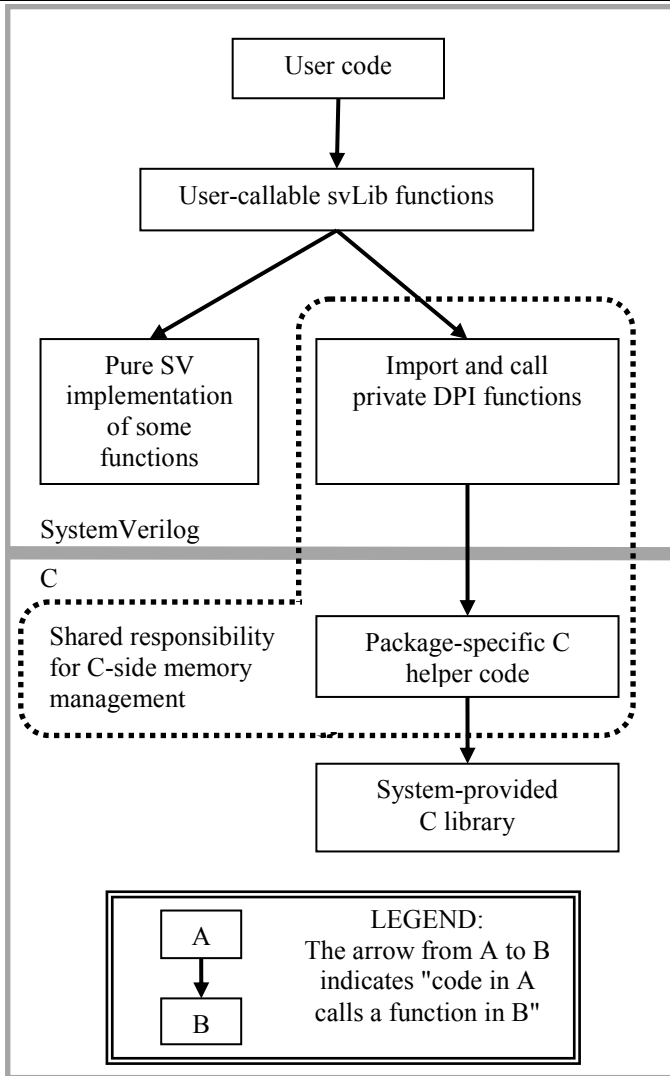 User code
User-callable svLib functions
Pure SV
implementation
of some
functions
Import and call
private DPI functions
SystemVerilog
C
Shared responsibility
for C-side memory
management
Package-specific C
helper code
System-provided
C library
A
B
LEGEND:
The arrow from A to B
indicates "code in A
calls a function in B"